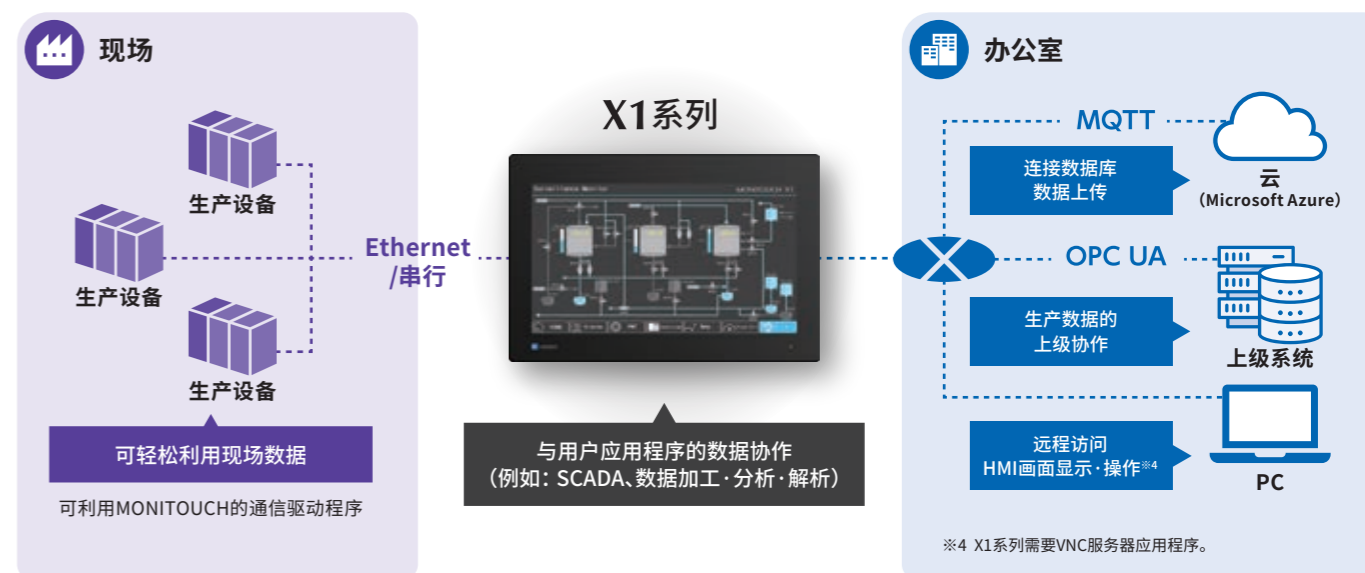 现场
生产设备
生产设备
生产设备
可轻松利用现场数据
可利用MONITOUCH的通信驱动程序
Ethernet
/串行
X1系列
与用户应用程序的数据协作
（例如：SCADA、数据加工·分析·解析）
办公室
MQTT
连接数据库
数据上传
云
（Microsoft Azure）
OPC UA
生产数据的
上级协作
上级系统
远程访问
HMI画面显示·操作※4
PC
※4 X1系列需要VNC服务器应用程序。